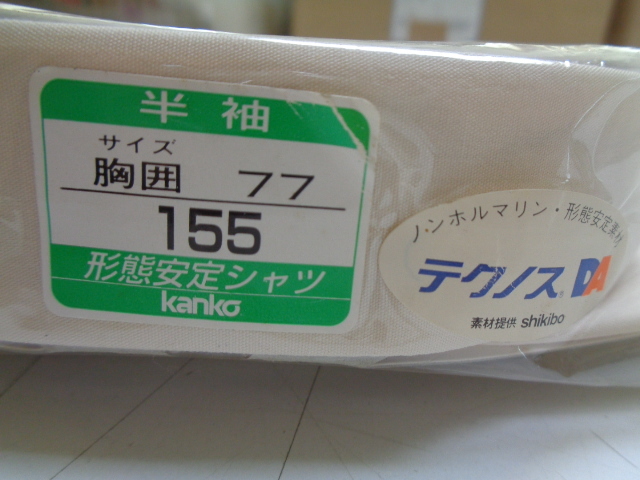 半袖
サイズ
胸囲 77
155
形態安定シャツ
kanko
ノンホルマリン・形態安定素材
テクノス® DA
素材提供 shikibo